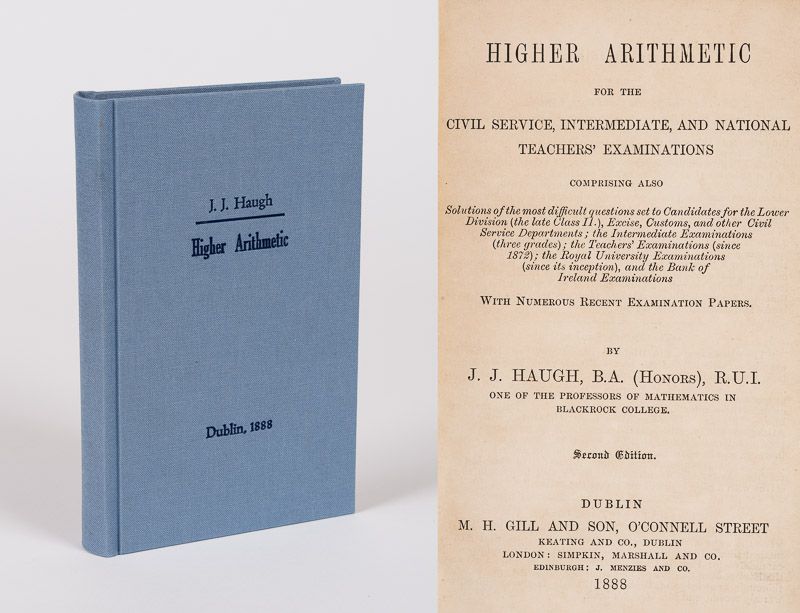 J. J. Haugh
Higher Arithmetic
Dublin, 1888
HIGHER ARITHMETIC
FOR THE
CIVIL SERVICE, INTERMEDIATE, AND NATIONAL
TEACHERS' EXAMINATIONS
COMPRISING ALSO
Solutions of the most difficult questions set to Candidates for the Lower
Division (the late Class II.), Excise, Customs, and other Civil
Service Departments; the Intermediate Examinations
(three grades); the Teachers' Examinations (since
1872); the Royal University Examinations
(since its inception), and the Bank of
Ireland Examinations
WITH NUMEROUS RECENT EXAMINATION PAPERS.
BY
J. J. HAUGH, B.A. (HONORS), R.U.I.
ONE OF THE PROFESSORS OF MATHEMATICS IN
BLACKROCK COLLEGE.
Second Edition.
DUBLIN
M. H. GILL AND SON, O'CONNELL STREET
KEATING AND CO., DUBLIN
LONDON: SIMPKIN, MARSHALL AND CO.
EDINBURGH: J. MENZIES AND CO.
1888